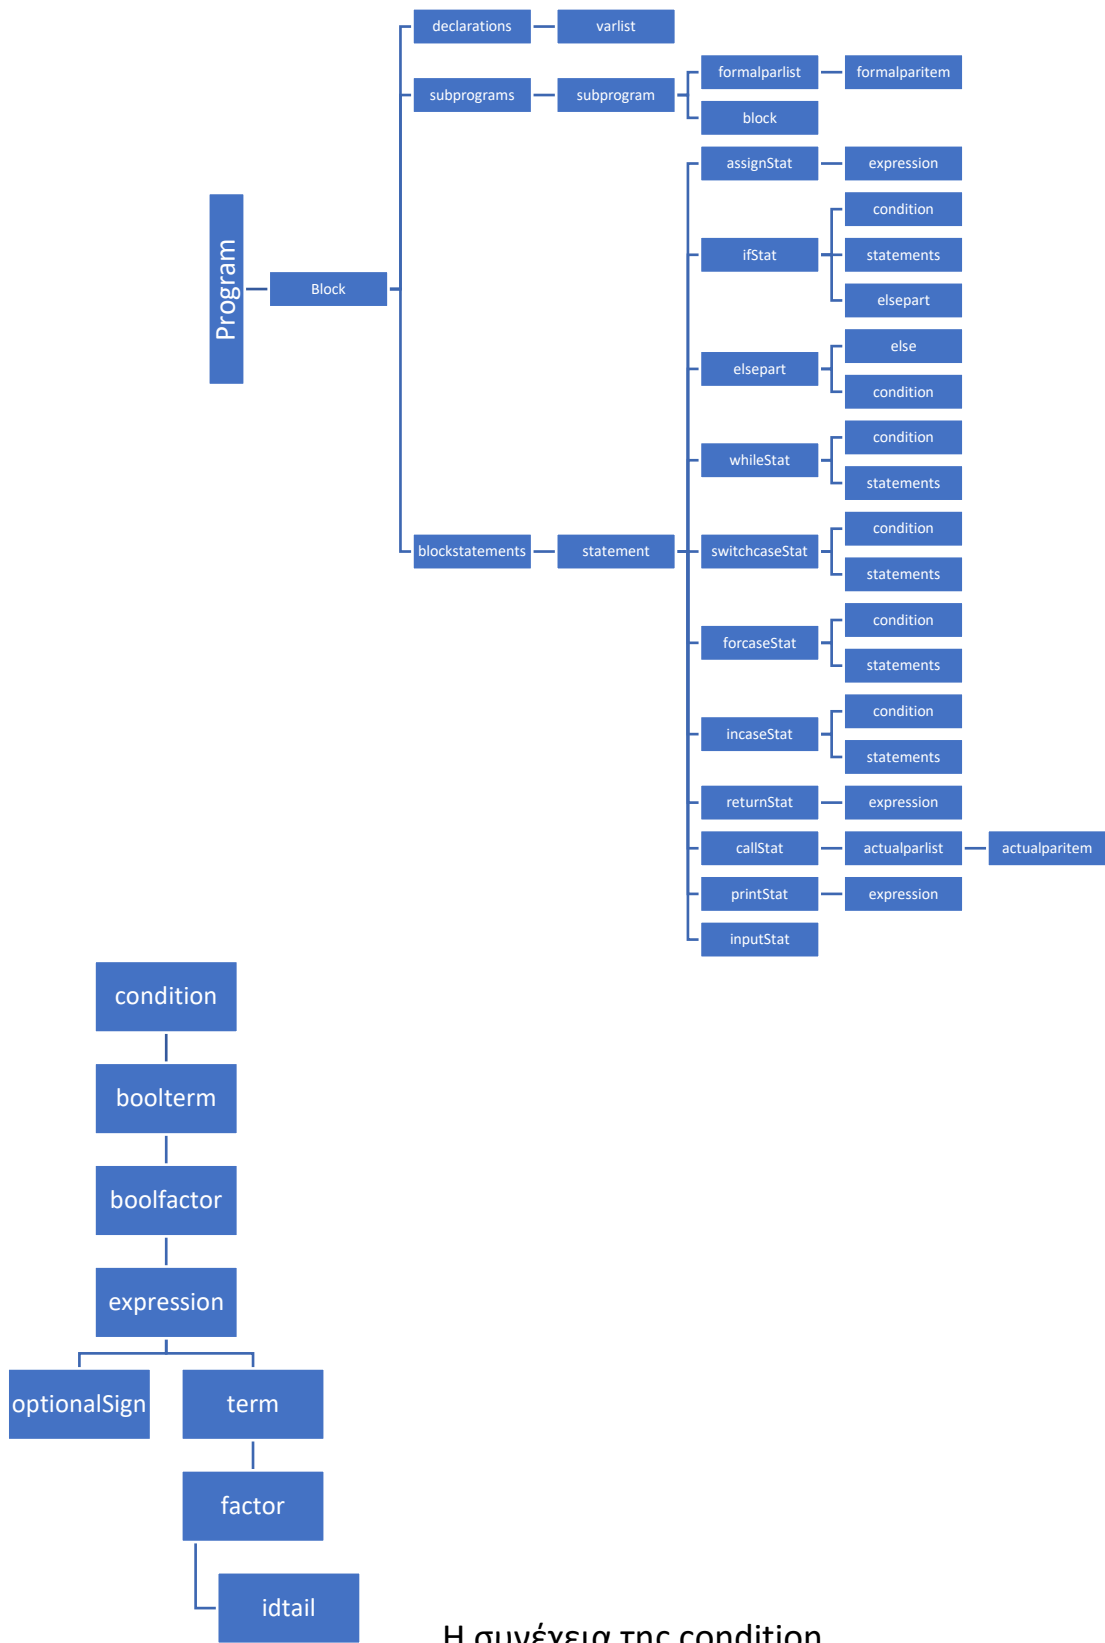 declarations
varlist
subprograms
subprogram
formalparlist
formalparitem
block
Program
Block
assignStat
expression
ifStat
condition
statements
elsepart
elsepart
else
condition
whileStat
condition
statements
blockstatements
statement
switchcaseStat
condition
statements
forcaseStat
condition
statements
incaseStat
condition
statements
returnStat
expression
callStat
actualparlist
actualparitem
printStat
expression
inputStat
condition
boolterm
boolfactor
expression
optionalSign
term
factor
idtail
Η συνέχεια της condition